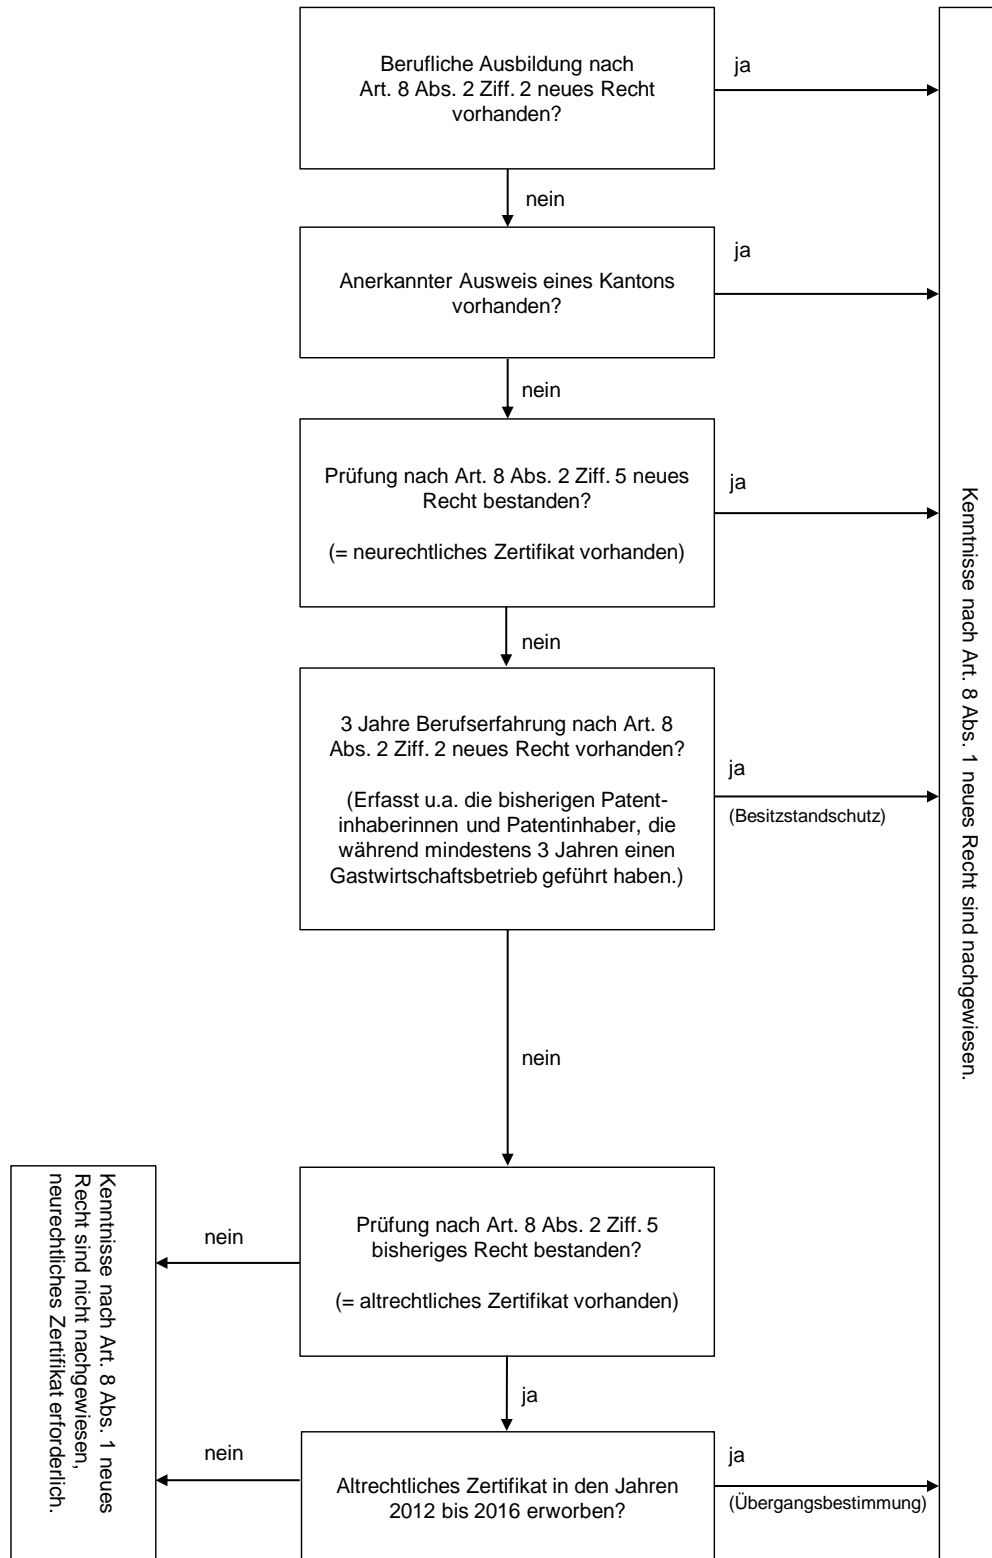 Berufliche Ausbildung nach
Art. 8 Abs. 2 Ziff. 2 neues Recht
vorhanden?
ja
nein
Anerkannter Ausweis eines Kantons
vorhanden?
ja
nein
Prüfung nach Art. 8 Abs. 2 Ziff. 5 neues
Recht bestanden?
(= neurechtliches Zertifikat vorhanden)
ja
nein
3 Jahre Berufserfahrung nach Art. 8
Abs. 2 Ziff. 2 neues Recht vorhanden?
(Erfasst u.a. die bisherigen Patent-
inhaberinnen und Patentinhaber, die
während mindestens 3 Jahren einen
Gastwirtschaftsbetrieb geführt haben.)
ja
(Besitzstandschutz)
nein
Prüfung nach Art. 8 Abs. 2 Ziff. 5
bisheriges Recht bestanden?
(= altrechtliches Zertifikat vorhanden)
nein
ja
Altrechtliches Zertifikat in den Jahren
2012 bis 2016 erworben?
nein
ja
(Übergangsbestimmung)
Kenntnisse nach Art. 8 Abs. 1 neues
Recht sind nicht nachgewiesen,
neurechtliches Zertifikat erforderlich.
Kenntnisse nach Art. 8 Abs. 1 neues Recht sind nachgewiesen.